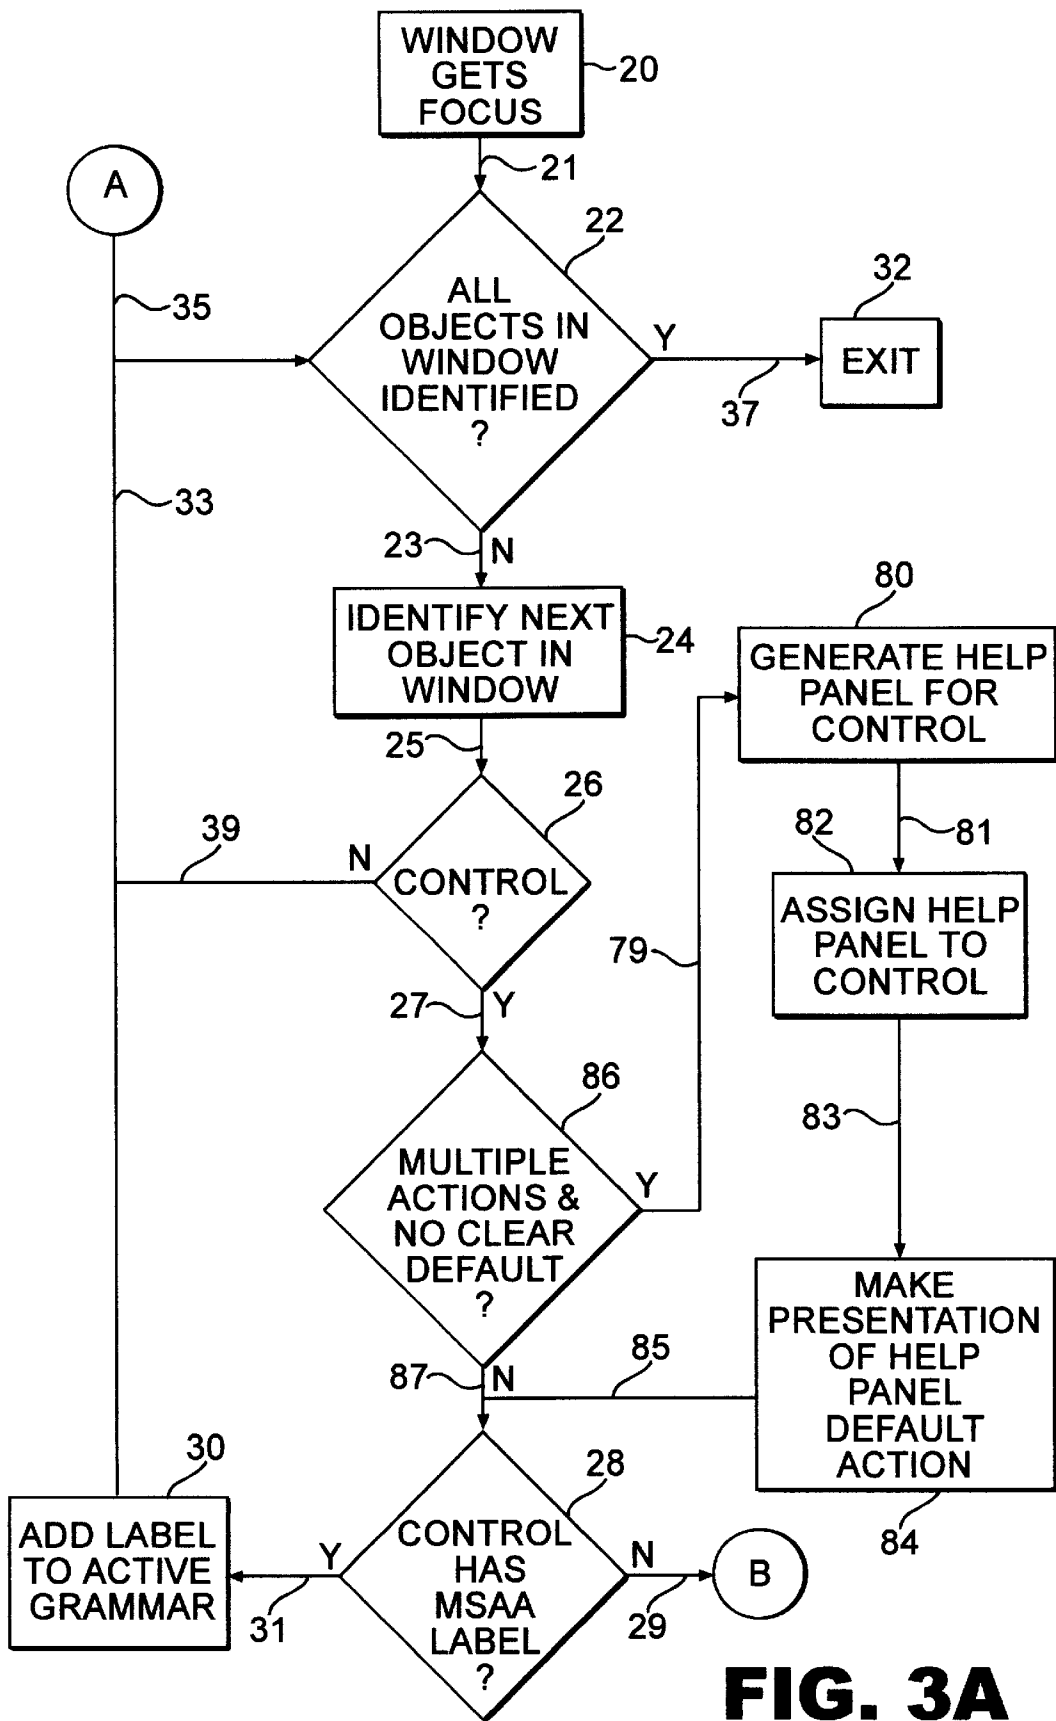 WINDOW
GETS
FOCUS
20
21
A
22
ALL
OBJECTS IN
WINDOW
IDENTIFIED
?
35
Y
32
EXIT
37
33
23
N
IDENTIFY NEXT
OBJECT IN
WINDOW
24
80
GENERATE HELP
PANEL FOR
CONTROL
25
26
39
N
CONTROL
?
82
81
ASSIGN HELP
PANEL TO
CONTROL
79
27
Y
86
83
MULTIPLE
ACTIONS &
NO CLEAR
DEFAULT
?
Y
MAKE
PRESENTATION
OF HELP
PANEL
DEFAULT
ACTION
87
N
85
84
30
28
ADD LABEL
TO ACTIVE
GRAMMAR
Y
31
CONTROL
HAS
MSAA
LABEL
?
N
29
B
FIG. 3A